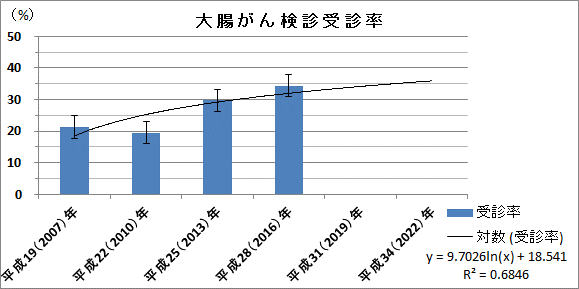 (%)
大腸がん検診受診率
50
40
30
20
10
0
平成19(2007)年
平成22(2010)年
平成25(2013)年
平成28(2016)年
平成31(2019)年
平成34(2022)年
受診率
対数 (受診率)
y = 9.7026ln(x) + 18.541
R² = 0.6846